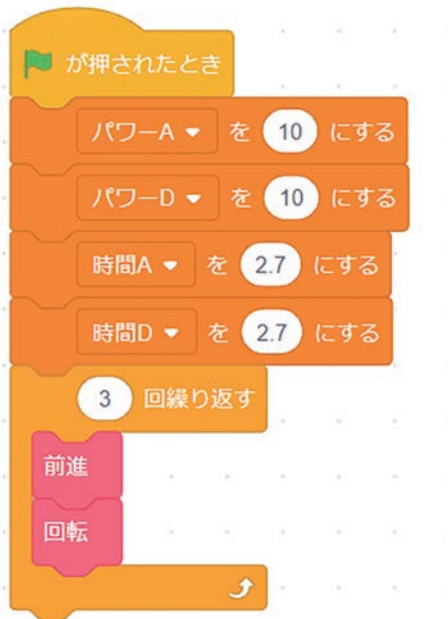 が押されたとき
パワーA を 10 にする
パワーD を 10 にする
時間A を 2.7 にする
時間D を 2.7 にする
3 回繰り返す
前進
回転